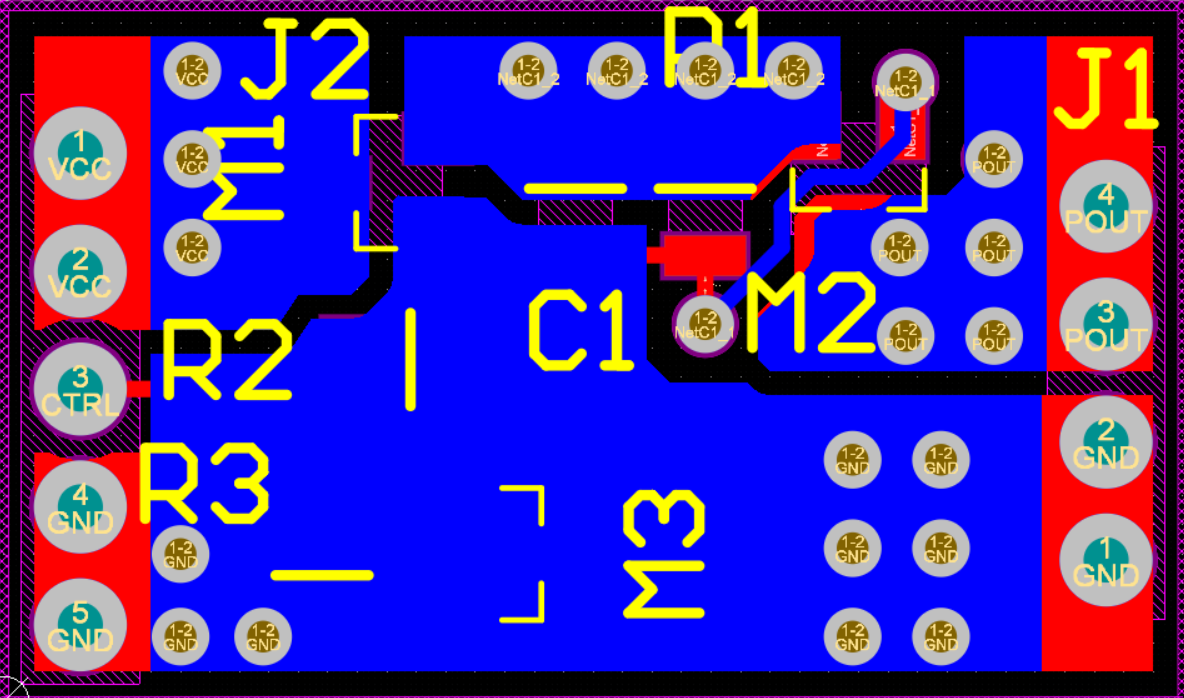 J2
R1
J1
1-2
VCC
1-2
NetC1_2
1-2
NetC1_2
1-2
NetC1_2
1-2
NetC1_2
1-2
NetC1_1
M1
1
VCC
1-2
VCC
1-2
POUT
4
POUT
2
VCC
1-2
VCC
1-2
POUT
1-2
POUT
C1
M2
1-2
NetC1_1
1-2
POUT
1-2
POUT
3
POUT
R2
3
CTRL
R3
2
GND
1-2
GND
1-2
GND
4
GND
M3
1-2
GND
1-2
GND
1-2
GND
1
GND
5
GND
1-2
GND
1-2
GND
1-2
GND
1-2
GND